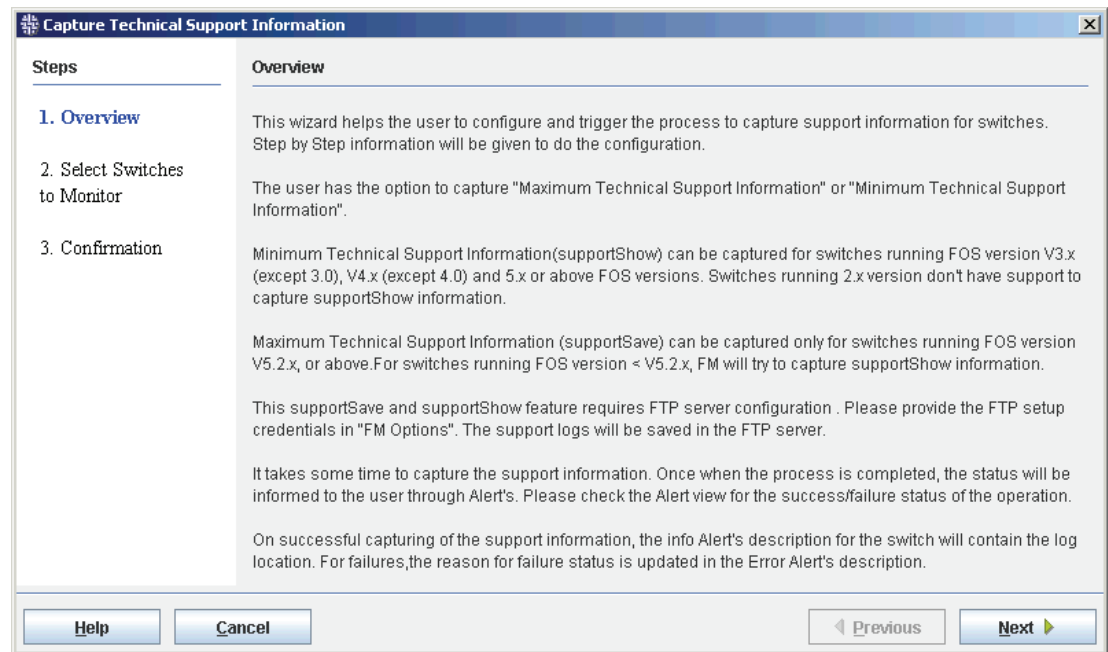 Capture Technical Support Information
Steps
1. Overview
2. Select Switches
to Monitor
3. Confirmation
Overview
This wizard helps the user to configure and trigger the process to capture support information for switches.
Step by Step information will be given to do the configuration.
The user has the option to capture "Maximum Technical Support Information" or "Minimum Technical Support
Information".
Minimum Technical Support Information(supportShow) can be captured for switches running FOS version V3.x
(except 3.0), V4.x (except 4.0) and 5.x or above FOS versions. Switches running 2.x version don't have support to
capture supportShow information.
Maximum Technical Support Information (supportSave) can be captured only for switches running FOS version
V5.2.x, or above.For switches running FOS version < V5.2.x, FM will try to capture supportShow information.
This supportSave and supportShow feature requires FTP server configuration . Please provide the FTP setup
credentials in "FM Options". The support logs will be saved in the FTP server.
It takes some time to capture the support information. Once when the process is completed, the status will be
informed to the user through Alert's. Please check the Alert view for the success/failure status of the operation.
On successful capturing of the support information, the info Alert's description for the switch will contain the log
location. For failures,the reason for failure status is updated in the Error Alert's description.
Help
Cancel
Previous
Next